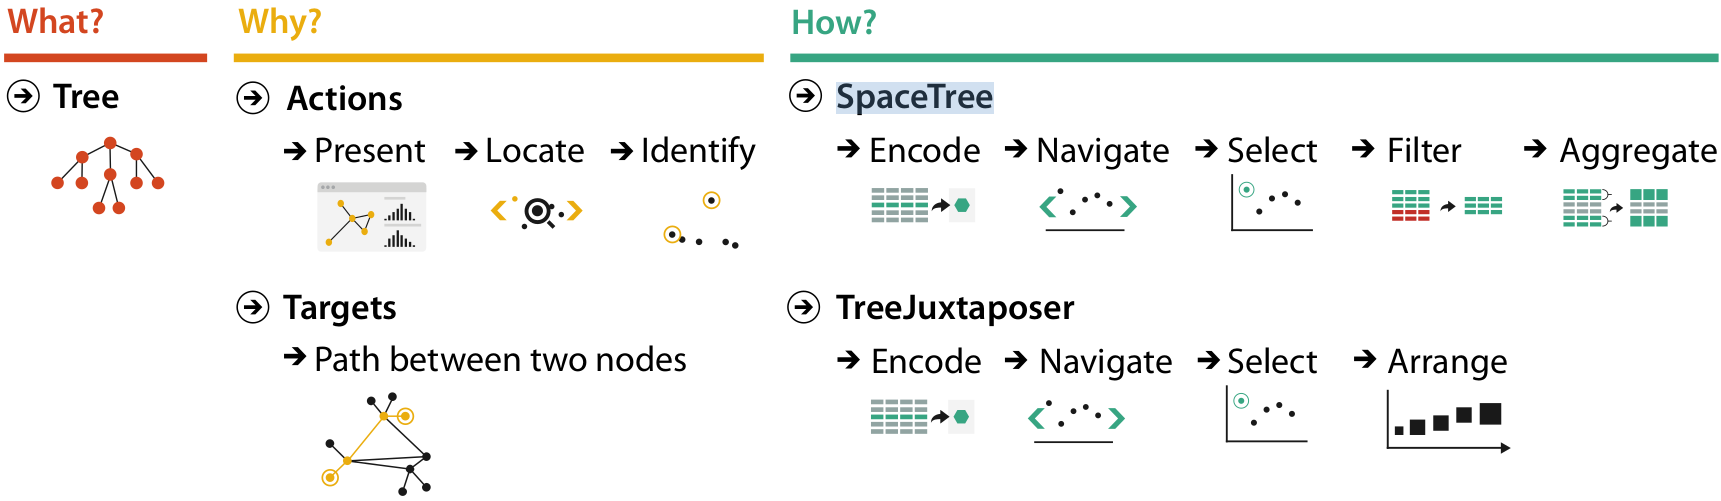 What?
Why?
How?
Tree
Actions
Present
Locate
Identify
Targets
Path between two nodes
SpaceTree
Encode
Navigate
Select
Filter
Aggregate
TreeJuxtaposer
Encode
Navigate
Select
Arrange